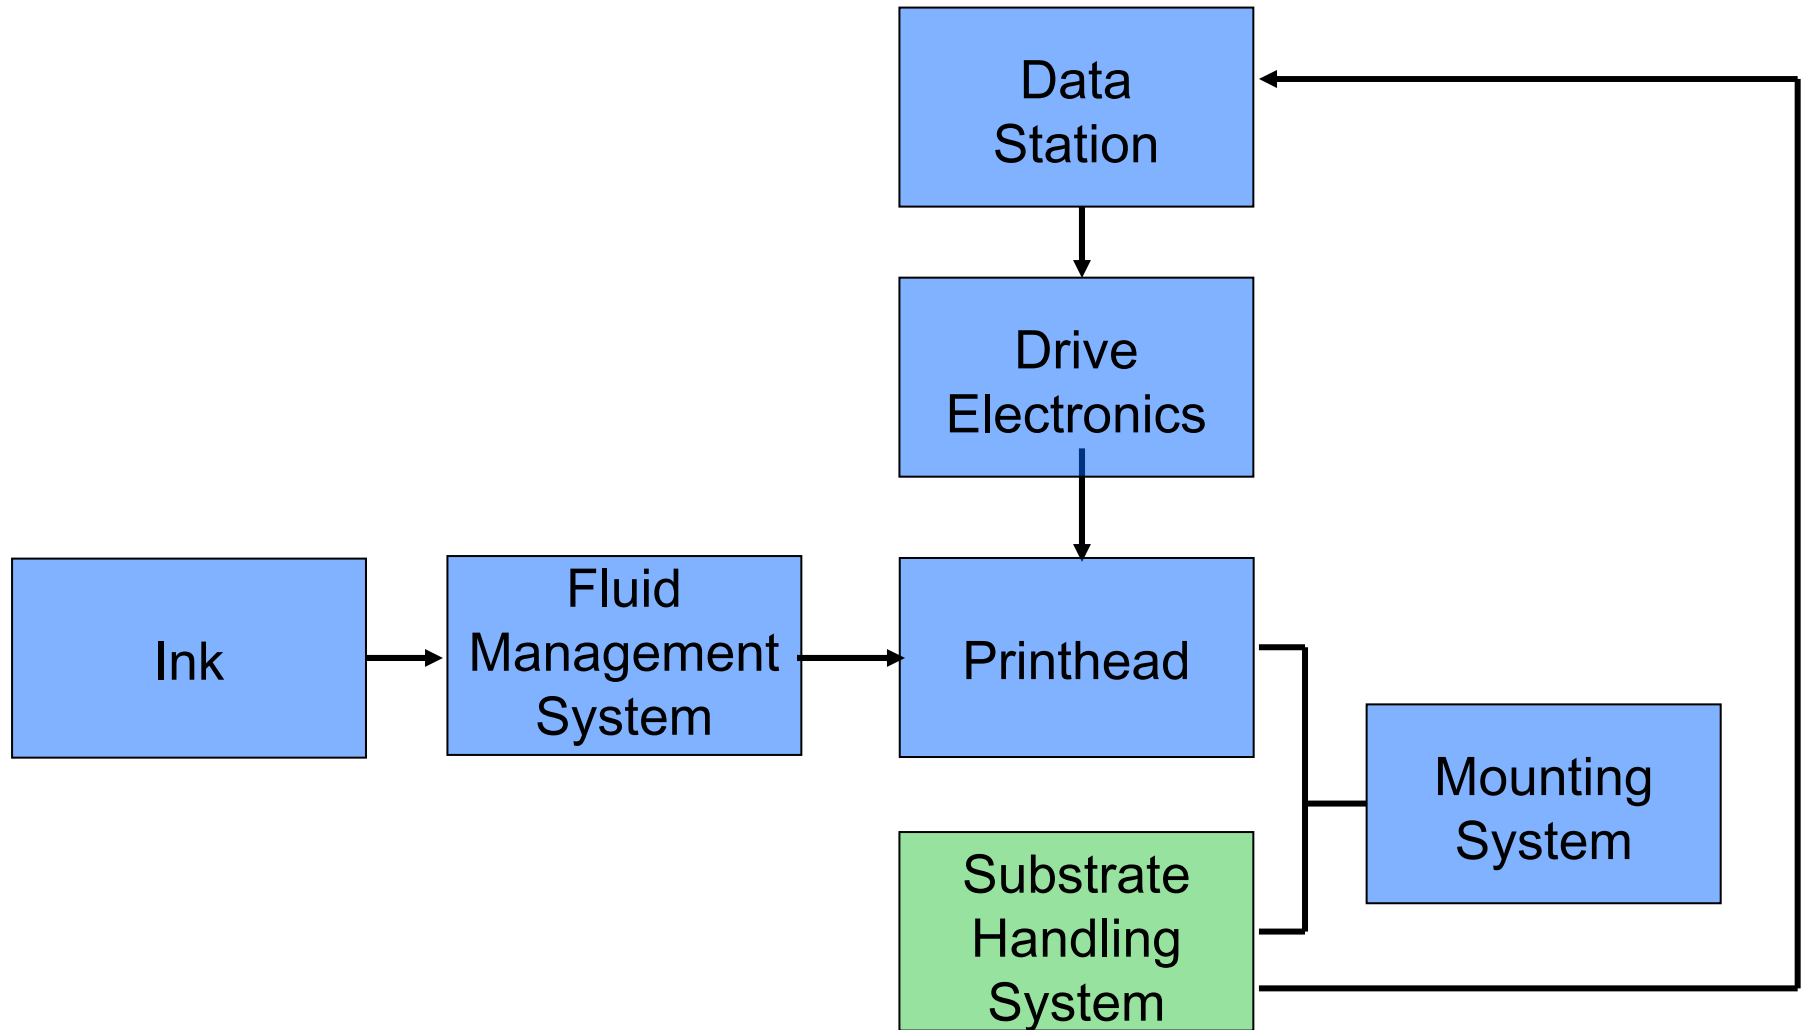 Data
Station
Drive
Electronics
Ink
Fluid
Management
System
Printhead
Mounting
System
Substrate
Handling
System